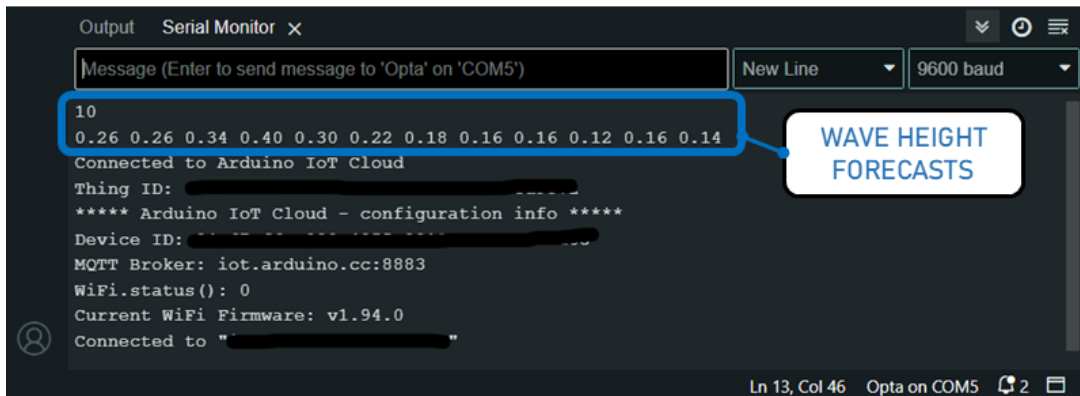 Output Serial Monitor
Message (Enter to send message to 'Opta' on 'COM5')
New Line
9600 baud
10
0.26 0.26 0.34 0.40 0.30 0.22 0.18 0.16 0.16 0.12 0.16 0.14
WAVE HEIGHT
FORECASTS
Connected to Arduino IoT Cloud
Thing ID:
***** Arduino IoT Cloud - configuration info *****
Device ID:
MQTT Broker: iot.arduino.cc:8883
WiFi.status(): 0
Current WiFi Firmware: v1.94.0
Connected to " "
Ln 13, Col 46 Opta on COM5 2